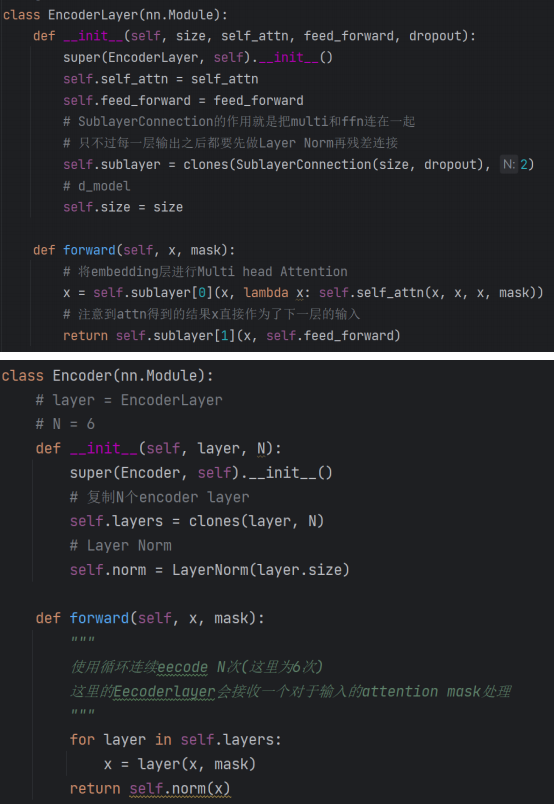 class EncoderLayer(nn.Module):
    def __init__(self, size, self_attn, feed_forward, dropout):
        super(EncoderLayer, self).__init__()
        self.self_attn = self_attn
        self.feed_forward = feed_forward
        # SublayerConnection的作用就是把multi和ffn连在一起
        # 只不过每一层输出之后都要先做Layer Norm再残差连接
        self.sublayer = clones(SublayerConnection(size, dropout), N: 2)
        # d_model
        self.size = size
    def forward(self, x, mask):
        # 将embedding层进行Multi head Attention
        x = self.sublayer[0](x, lambda x: self.self_attn(x, x, x, mask))
        # 注意到attn得到的结果x直接作为了下一层的输入
        return self.sublayer[1](x, self.feed_forward)
class Encoder(nn.Module):
    # layer = EncoderLayer
    # N = 6
    def __init__(self, layer, N):
        super(Encoder, self).__init__()
        # 复制N个encoder layer
        self.layers = clones(layer, N)
        # Layer Norm
        self.norm = LayerNorm(layer.size)
    def forward(self, x, mask):
        """
        使用循环连续eecode N次(这里为6次)
        这里的Eecoderlayer会接收一个对于输入的attention mask处理
        """
        for layer in self.layers:
            x = layer(x, mask)
        return self.norm(x)